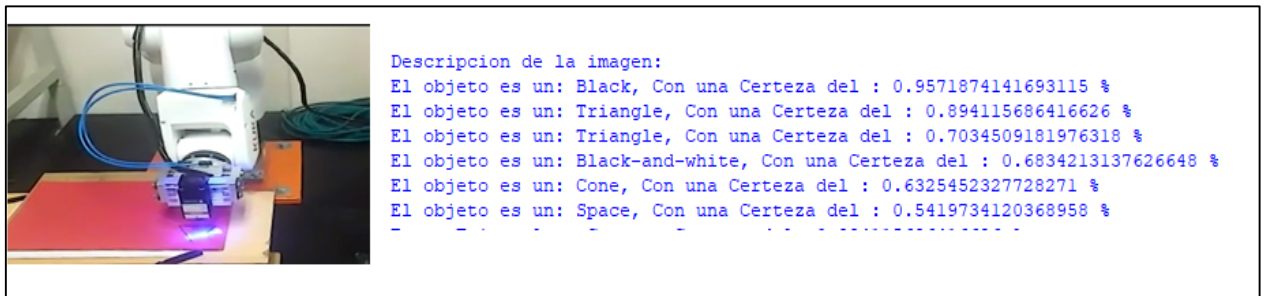 Descripcion de la imagen:
El objeto es un: Black, Con una Certeza del : 0.9571874141693115 %
El objeto es un: Triangle, Con una Certeza del : 0.894115686416626 %
El objeto es un: Triangle, Con una Certeza del : 0.7034509181976318 %
El objeto es un: Black-and-white, Con una Certeza del : 0.6834213137626648 %
El objeto es un: Cone, Con una Certeza del : 0.6325452327728271 %
El objeto es un: Space, Con una Certeza del : 0.5419734120368958 %